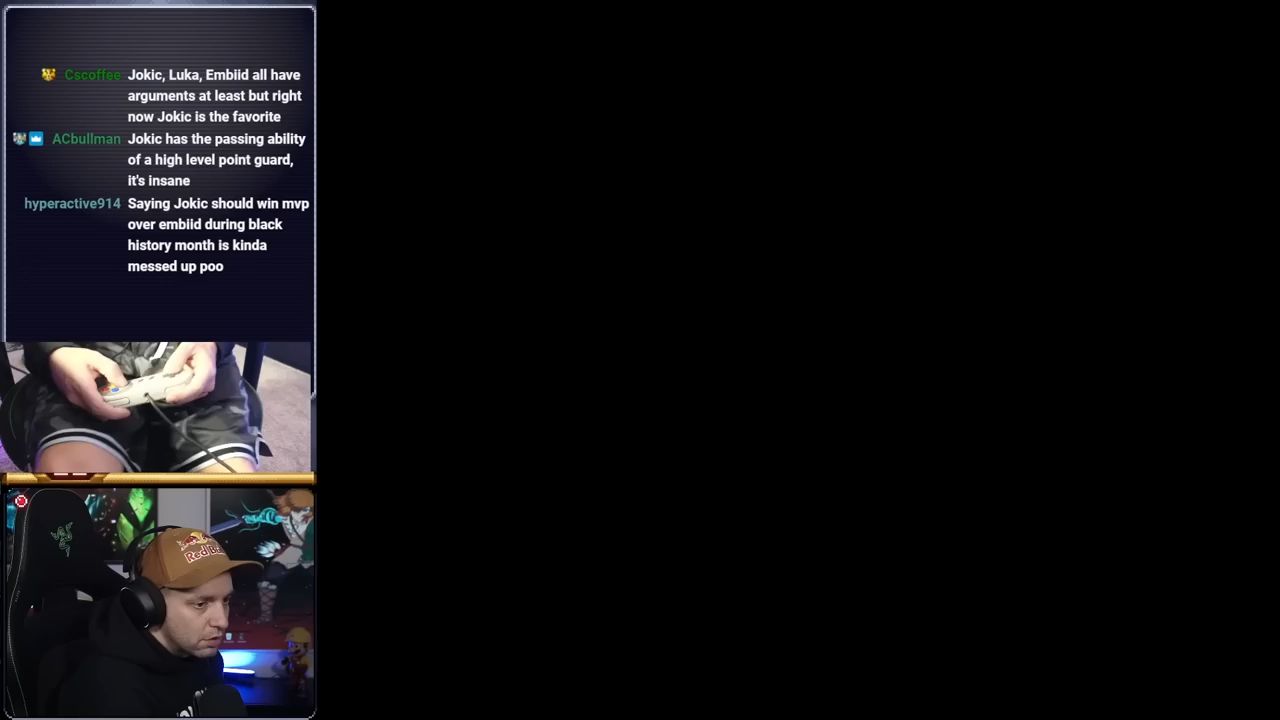 Cscoffee Jokic, Luka, Embiid all have
arguments at least but right
now Jokic is the favorite
ACbullman Jokic has the passing ability
of a high level point guard,
it's insane
hyperactive914 Saying Jokic should win mvp
over embiid during black
history month is kinda
messed up poo
Red Bull